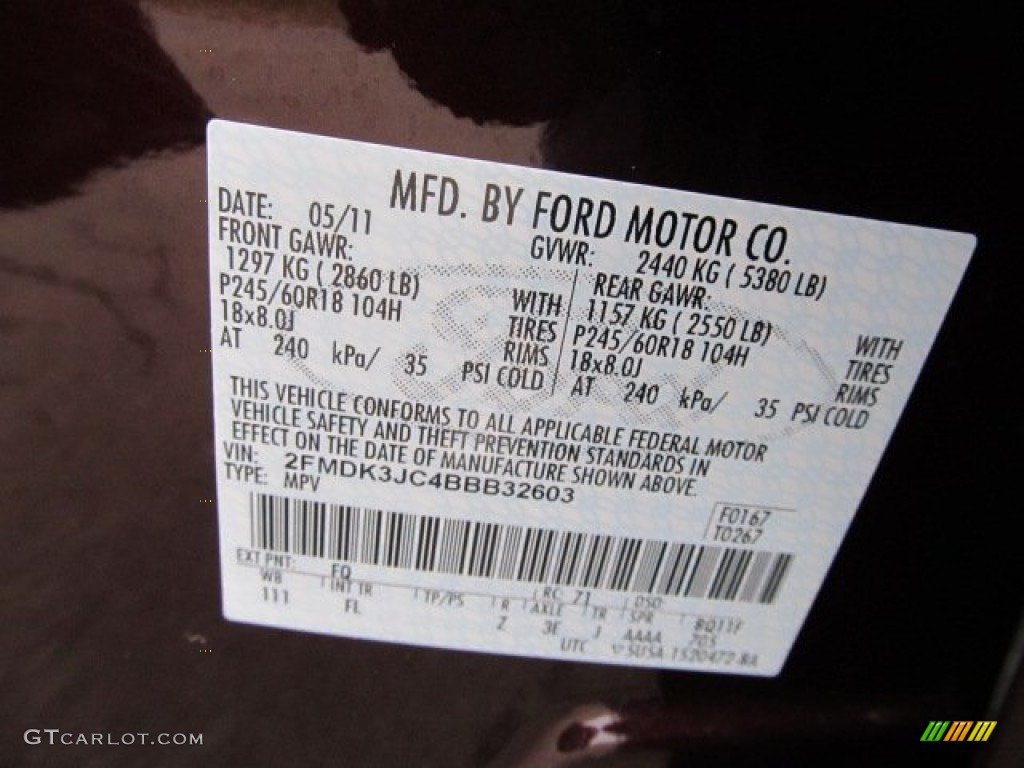 MFD. BY FORD MOTOR CO.
DATE: 05/11 GVWR: 2440 KG ( 5380 LB)
FRONT GAWR: REAR GAWR:
1297 KG ( 2860 LB) WITH 1157 KG ( 2550 LB) WITH
P245/60R18 104H TIRES P245/60R18 104H TIRES
18x8.0J RIMS 18x8.0J RIMS
AT 240 kPa/ 35 PSI COLD AT 240 kPa/ 35 PSI COLD
THIS VEHICLE CONFORMS TO ALL APPLICABLE FEDERAL MOTOR
VEHICLE SAFETY AND THEFT PREVENTION STANDARDS IN
EFFECT ON THE DATE OF MANUFACTURE SHOWN ABOVE.
VIN: 2FMDK3JC4BBB32603
TYPE: MPV
F0167
T0267
EXT PNT: FQ RC: Z1 DSO:
WB INT TR TP/PS R AXLE TR SPR BQ11F
111 FL Z 3E J AAAA 705
UTC SUSA-1520472-BA
GTCARLOT.COM